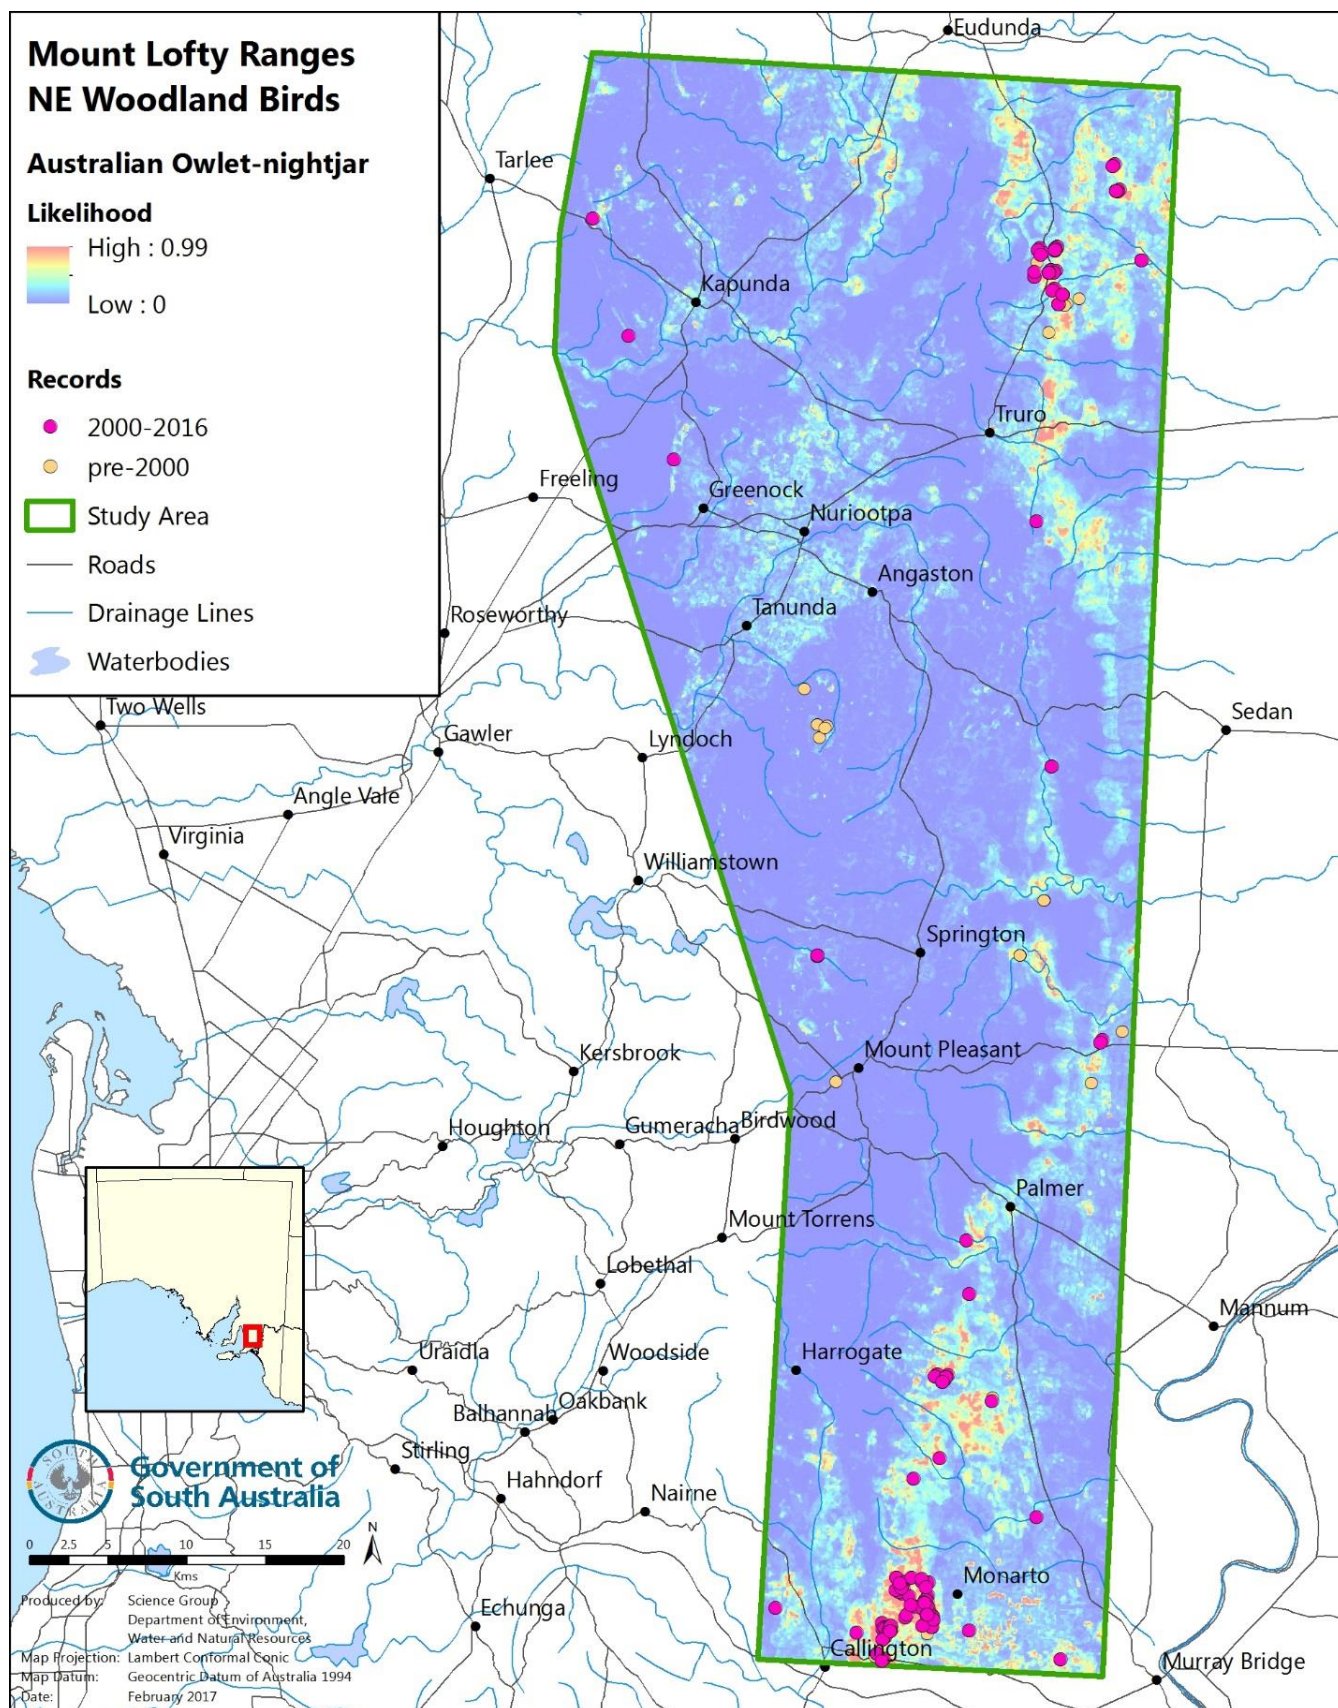 Mount Lofty Ranges
NE Woodland Birds
Australian Owlet-nightjar
Likelihood
High : 0.99
Low : 0
Records
2000-2016
pre-2000
Study Area
Roads
Drainage Lines
Waterbodies
Eudunda
Tarlee
Kapunda
Truro
Freeling
Greenock
Nuriootpa
Angaston
Tanunda
Roseworthy
Two Wells
Gawler
Lyndoch
Sedan
Angle Vale
Virginia
Williamstown
Springton
Kersbrook
Mount Pleasant
Houghton
Gumeracha
Birdwood
Palmer
Mount Torrens
Lobethal
Mannum
Uraidla
Woodside
Harrogate
Oakbank
Balhannah
Stirling
Hahndorf
Nairne
Monarto
Echunga
Callington
Murray Bridge
SOUTH
AUSTRALIA
Government of
South Australia
0 2.5 5 10 15 20
Kms
N
Produced by: Science Group
Department of Environment,
Water and Natural Resources
Map Projection: Lambert Conformal Conic
Map Datum: Geocentric Datum of Australia 1994
Date: February 2017